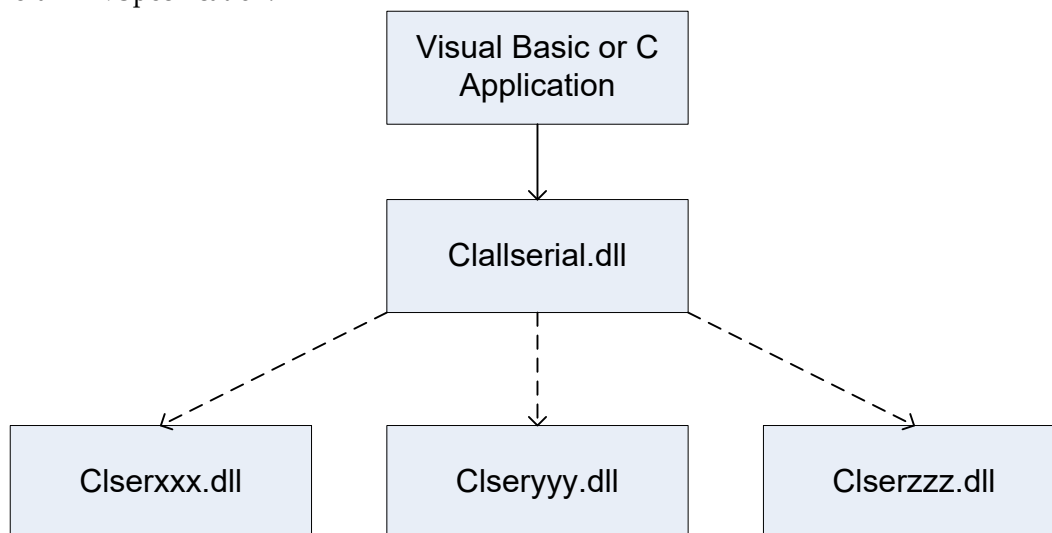 Visual Basic or C
Application
Clallserial.dll
Clserxxx.dll
Clseryyy.dll
Clserzzz.dll